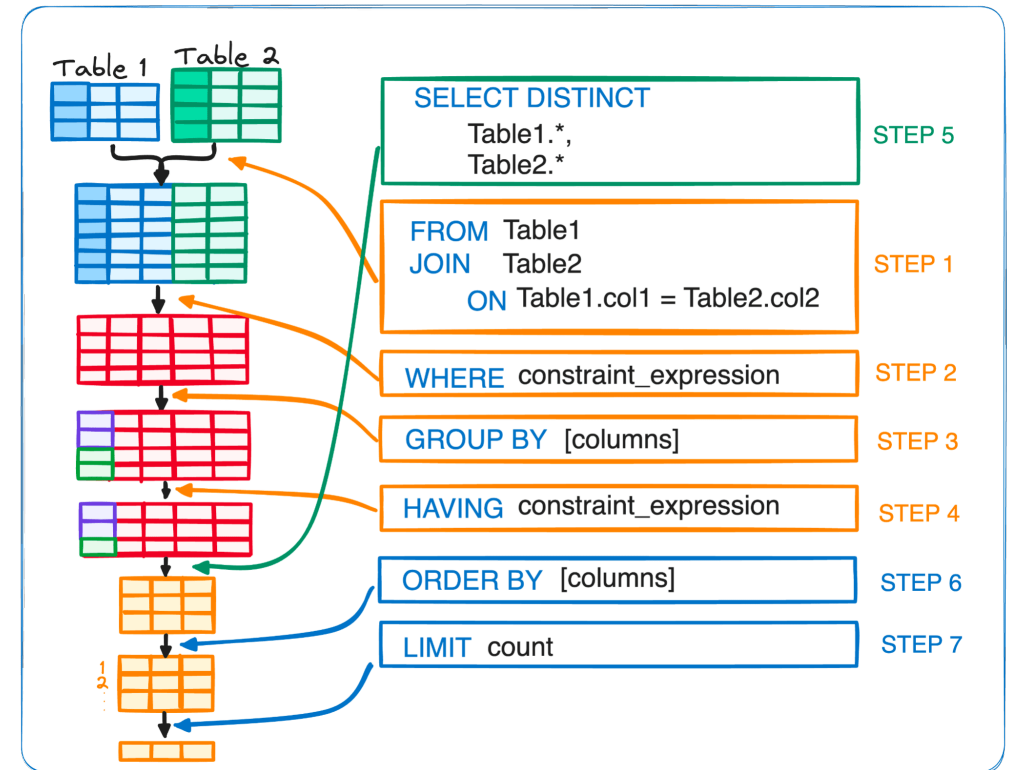 Table 1
Table 2
SELECT DISTINCT
Table1.*,
Table2.*
STEP 5
FROM Table1
JOIN Table2
ON Table1.col1 = Table2.col2
STEP 1
WHERE constraint_expression
STEP 2
GROUP BY [columns]
STEP 3
HAVING constraint_expression
STEP 4
ORDER BY [columns]
STEP 6
LIMIT count
STEP 7
1
2